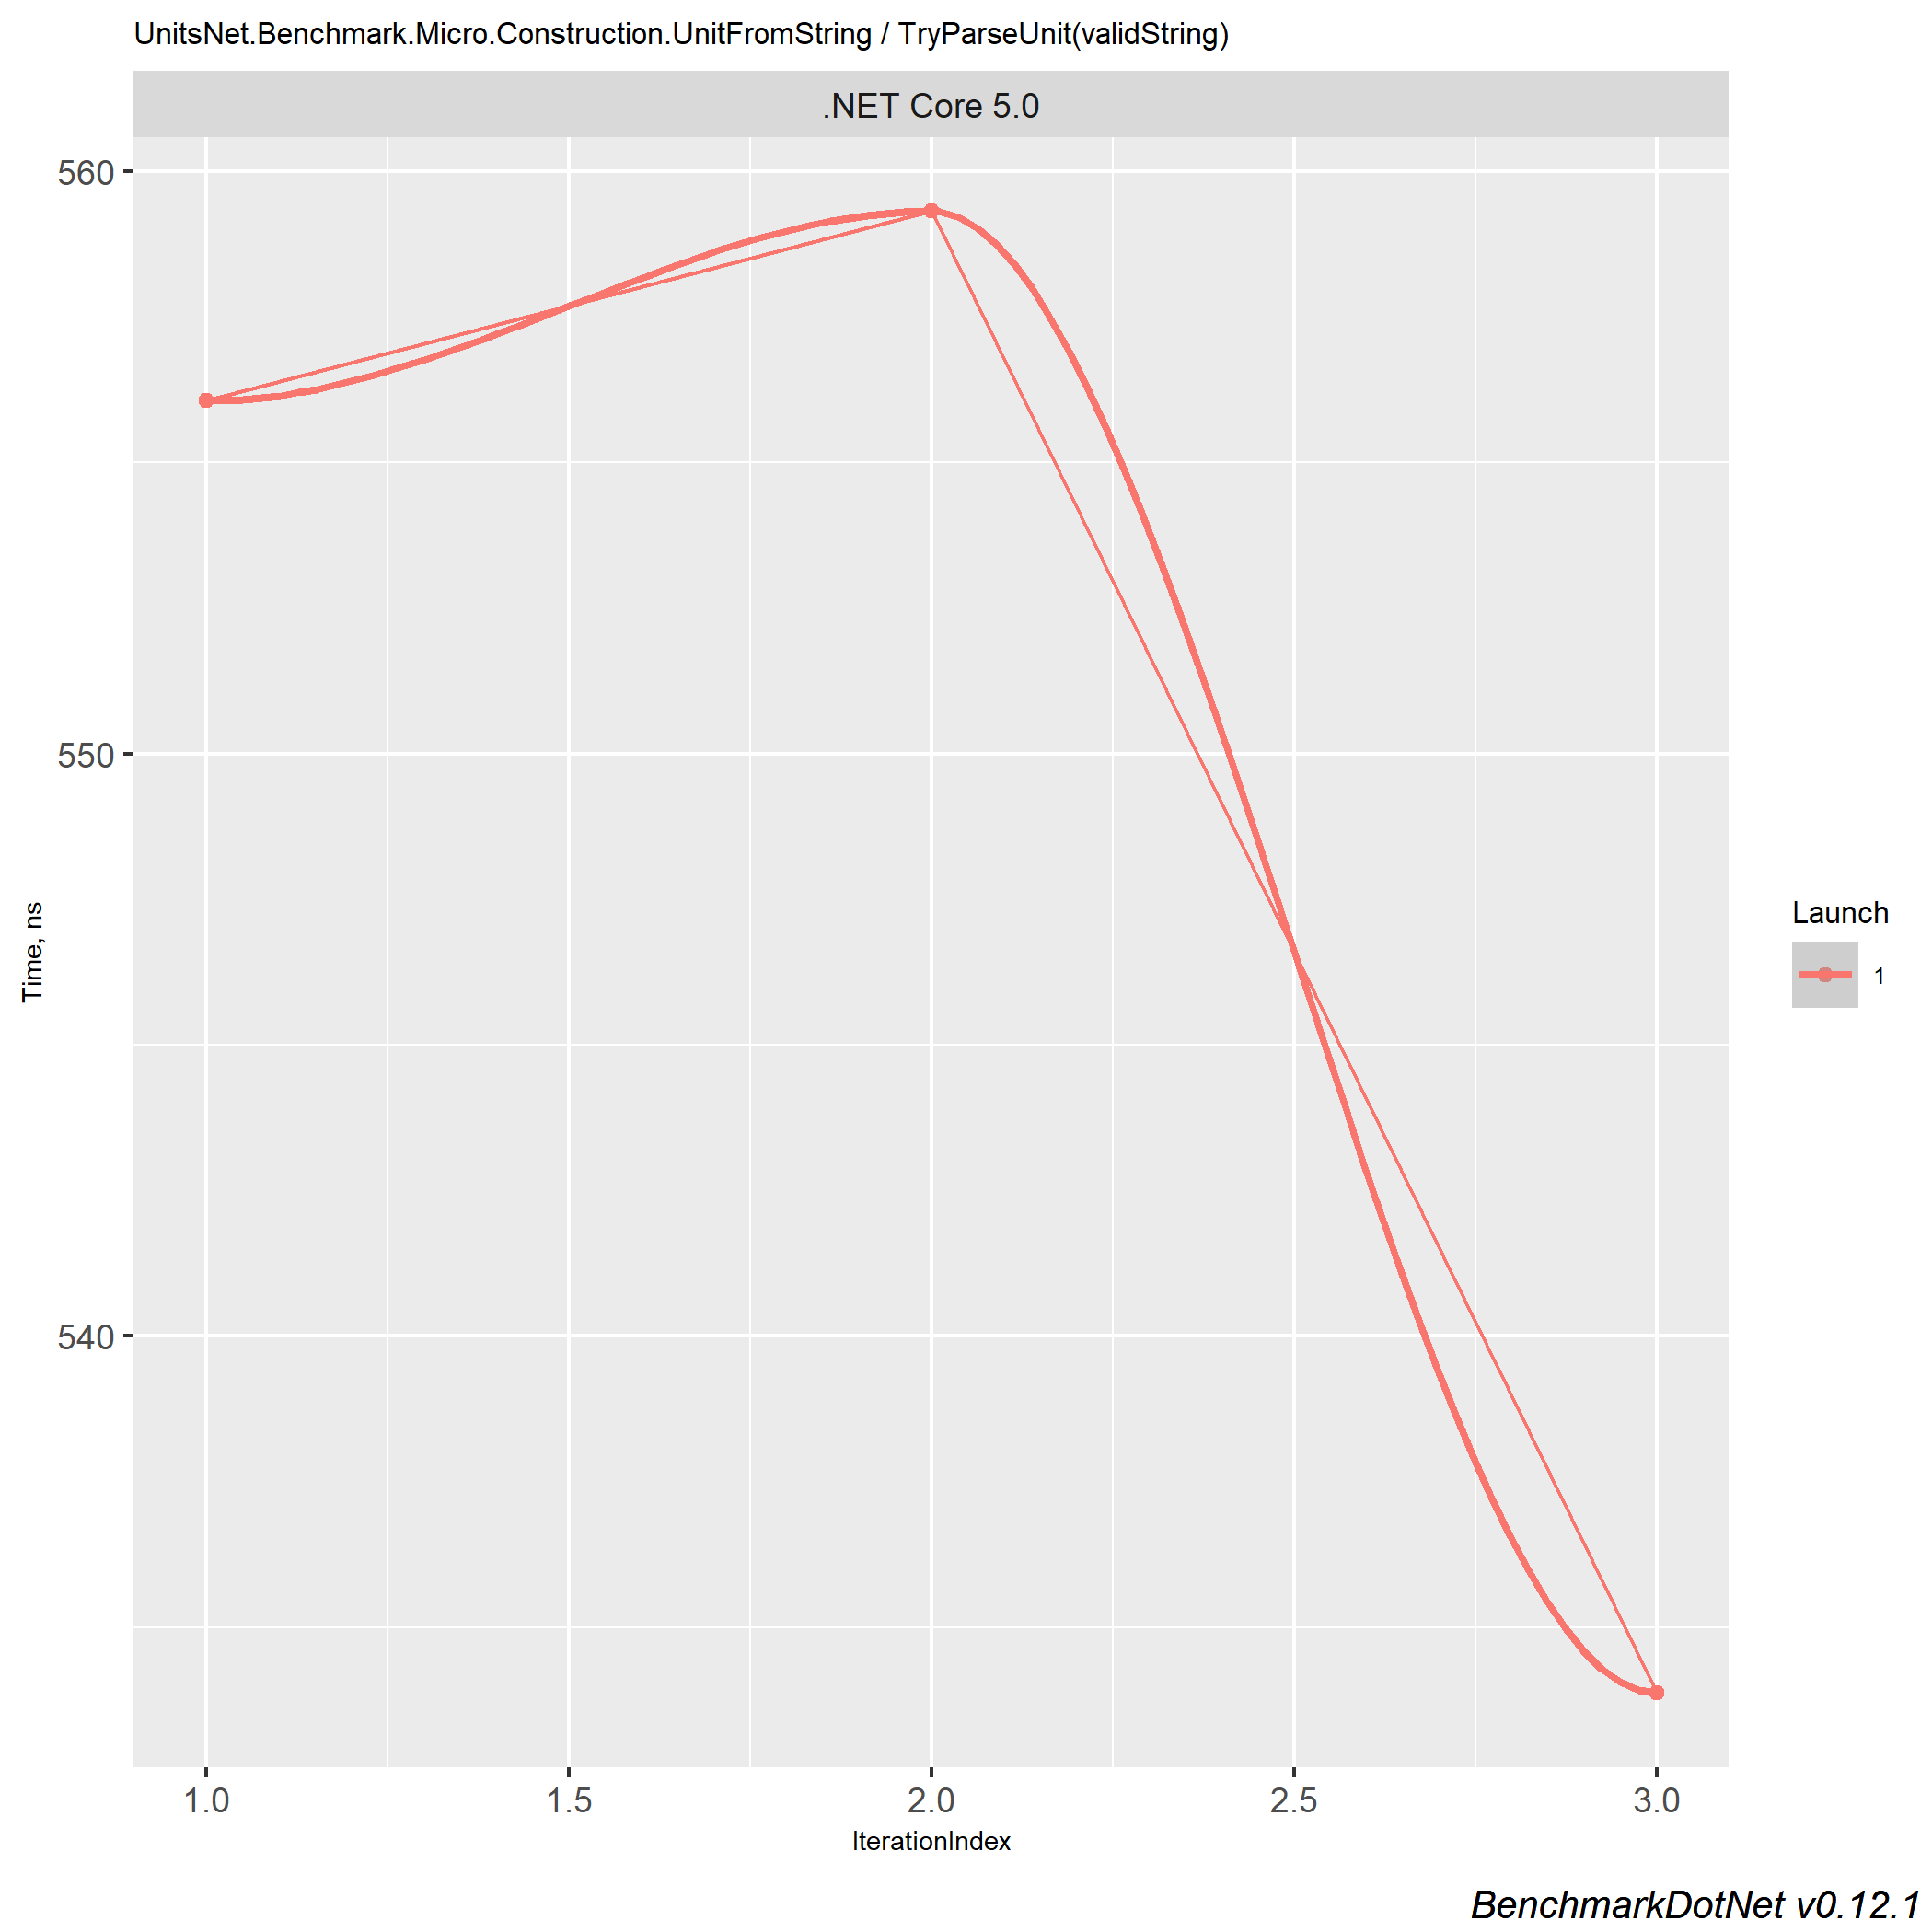 UnitsNet.Benchmark.Micro.Construction.UnitFromString / TryParseUnit(validString)
.NET Core 5.0
560
550
540
Time, ns
1.0 1.5 2.0 2.5 3.0
IterationIndex
Launch
1
BenchmarkDotNet v0.12.1